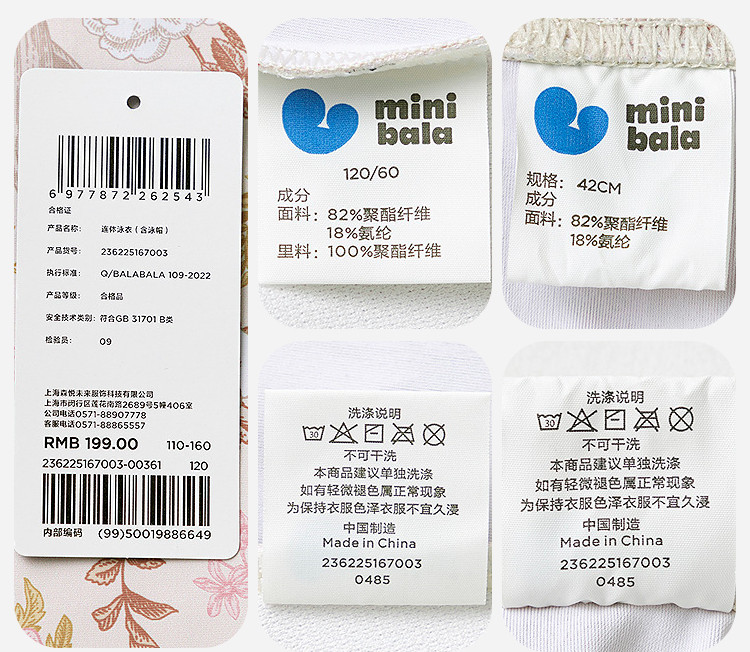 6 977872 262543
合格证
产品名称: 连体泳衣(含泳帽)
产品货号: 236225167003
执行标准: Q/BALABALA 109-2022
产品等级: 合格品
安全技术类别: 符合GB 31701 B类
检验员: 09
上海森悦未来服饰科技有限公司
上海市闵行区莲花南路2689号5幢406室
公司电话0571-88907778
客服电话0571-88865557
RMB 199.00 110-160
236225167003-00361 120
内部编码 (99)50019886649
mini
bala
120/60
成分
面料: 82%聚酯纤维
18%氨纶
里料: 100%聚酯纤维
mini
bala
规格: 42CM
成分
面料: 82%聚酯纤维
18%氨纶
洗涤说明
30
不可干洗
本商品建议单独洗涤
如有轻微褪色属正常现象
为保持衣服色泽衣服不宜久浸
中国制造
Made in China
236225167003
0485
洗涤说明
30
不可干洗
本商品建议单独洗涤
如有轻微褪色属正常现象
为保持衣服色泽衣服不宜久浸
中国制造
Made in China
236225167003
0485